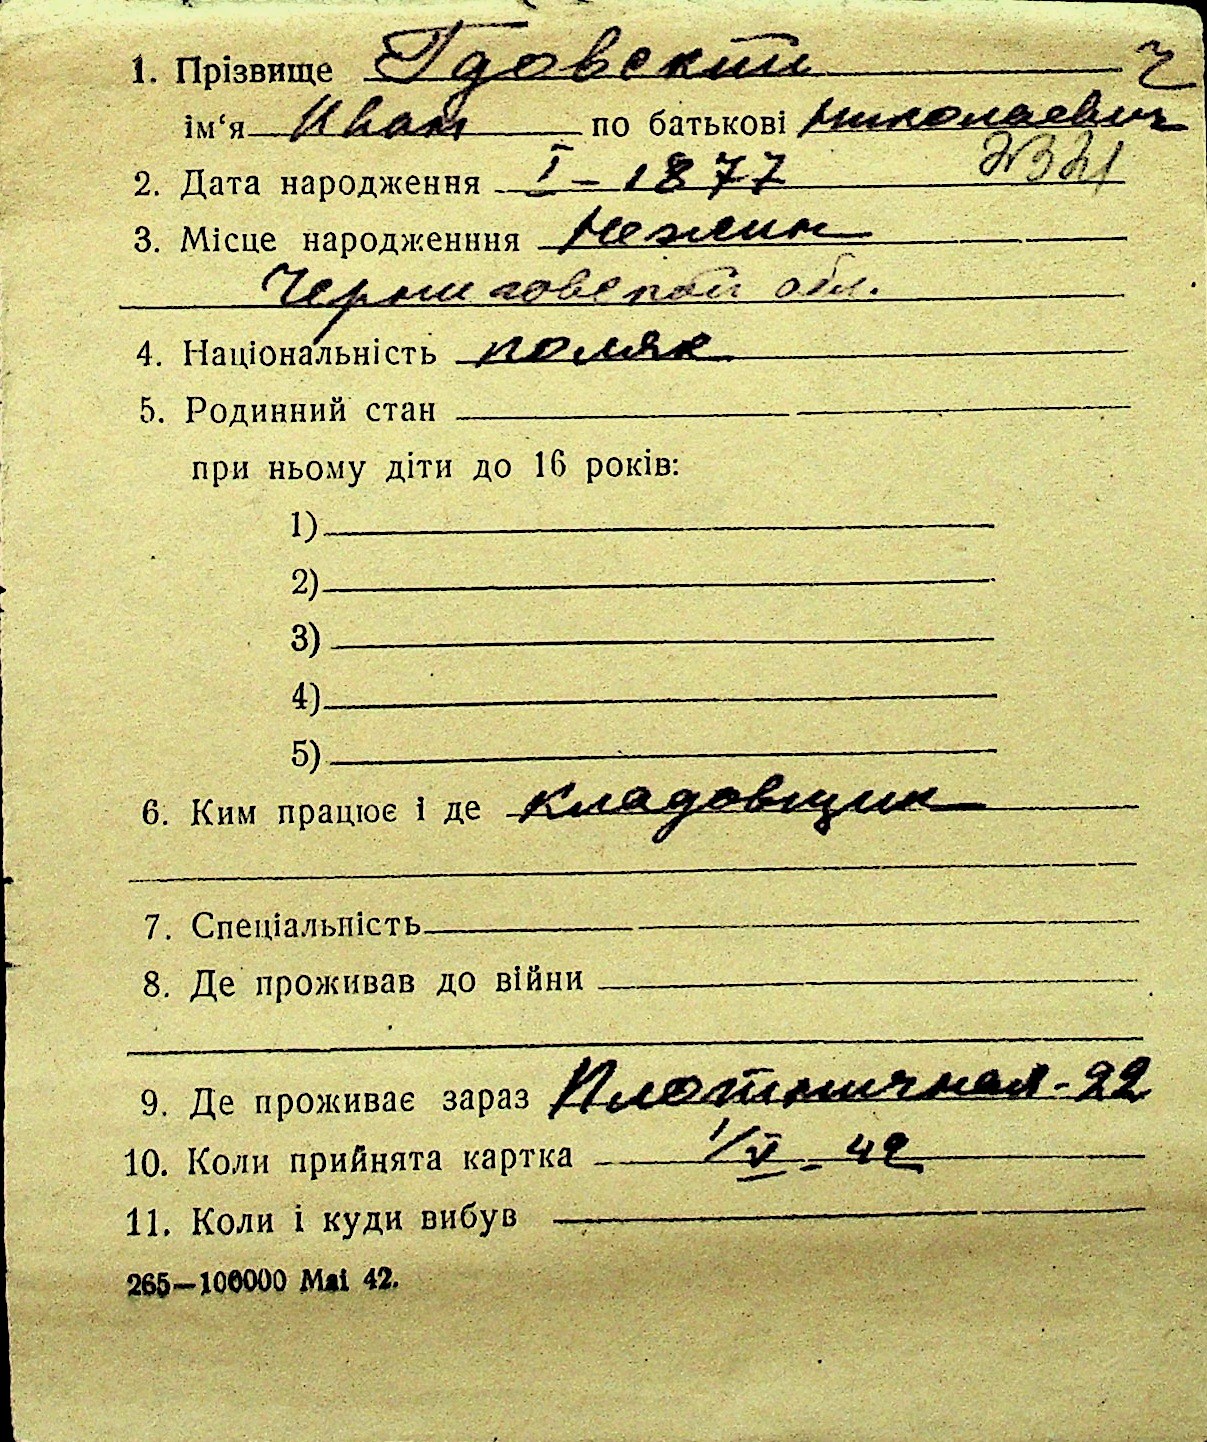 1. Прізвище Гдовский ч
ім‘я Иван по батькові Николаевич
2. Дата народження I – 1877
3. Місце народженння Нежин
Черниговской обл.
4. Національність поляк
5. Родинний стан
при ньому діти до 16 років:
1)
2)
3)
4)
5)
6. Ким працює і де кладовщик
7. Спеціальність
8. Де проживав до війни
9. Де проживає зараз Плотничная - 22
10. Коли прийнята картка 1/V - 42
11. Коли і куди вибув
265—100000 Mai 42.